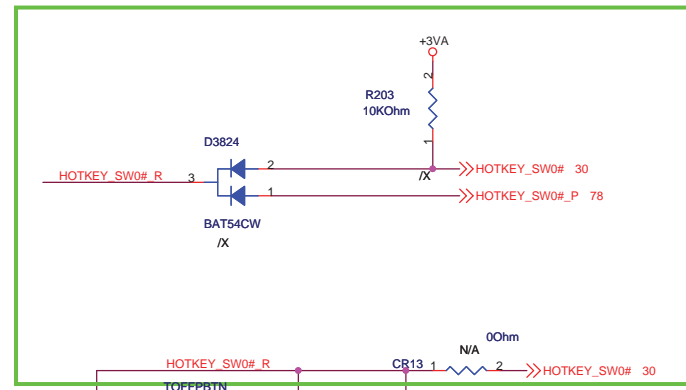 +3VA
2
R203
10KOhm
1
D3824
HOTKEY_SW0#_R 3
2 /X HOTKEY_SW0# 30
1 HOTKEY_SW0#_P 78
BAT54CW
/X
0Ohm
N/A
HOTKEY_SW0#_R CR13 1 2 HOTKEY_SW0# 30
TOFFPBTN